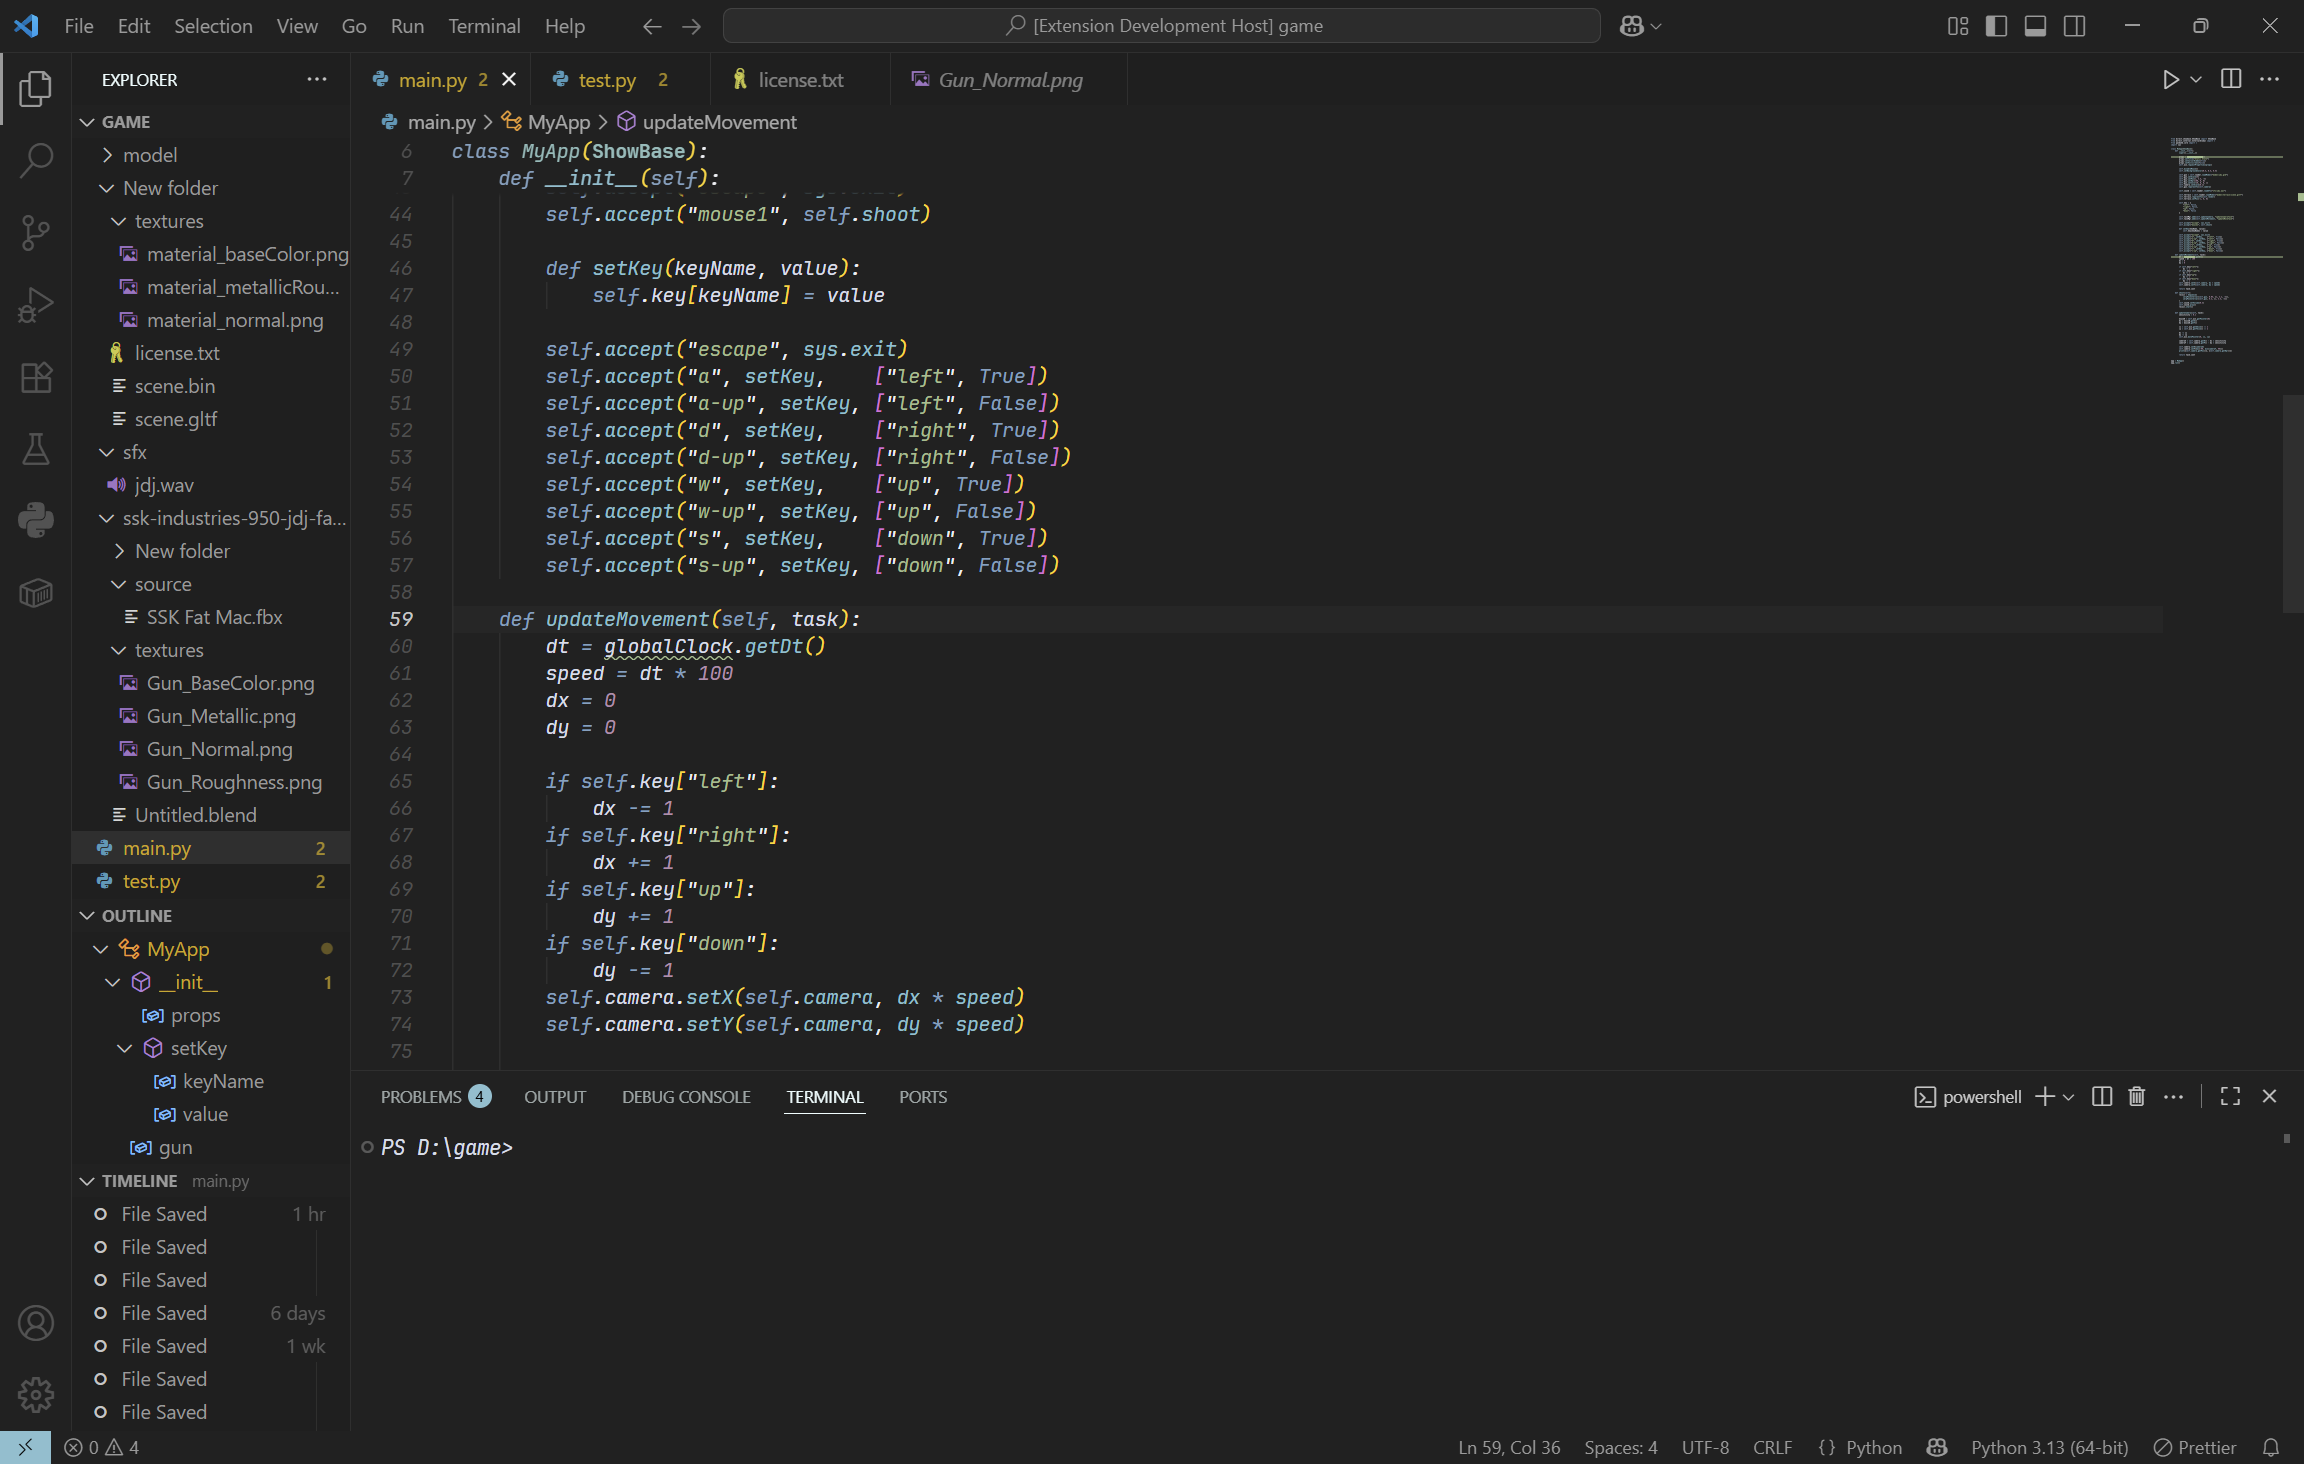 File Edit Selection View Go Run Terminal Help
[Extension Development Host] game
EXPLORER
GAME
model
New folder
textures
material_baseColor.png
material_metallicRou...
material_normal.png
license.txt
scene.bin
scene.gltf
sfx
jdj.wav
ssk-industries-950-jdj-fa...
New folder
source
SSK Fat Mac.fbx
textures
Gun_BaseColor.png
Gun_Metallic.png
Gun_Normal.png
Gun_Roughness.png
Untitled.blend
main.py 2
test.py 2
OUTLINE
MyApp
__init__ 1
props
setKey
keyName
value
gun
TIMELINE main.py
File Saved 1 hr
File Saved
File Saved
File Saved 6 days
File Saved 1 wk
File Saved
File Saved
main.py 2 test.py 2 license.txt Gun_Normal.png
main.py > MyApp > updateMovement
6 class MyApp(ShowBase):
7 def __init__(self):
44 self.accept("mouse1", self.shoot)
45
46 def setKey(keyName, value):
47 self.key[keyName] = value
48
49 self.accept("escape", sys.exit)
50 self.accept("a", setKey, ["left", True])
51 self.accept("a-up", setKey, ["left", False])
52 self.accept("d", setKey, ["right", True])
53 self.accept("d-up", setKey, ["right", False])
54 self.accept("w", setKey, ["up", True])
55 self.accept("w-up", setKey, ["up", False])
56 self.accept("s", setKey, ["down", True])
57 self.accept("s-up", setKey, ["down", False])
58
59 def updateMovement(self, task):
60 dt = globalClock.getDt()
61 speed = dt * 100
62 dx = 0
63 dy = 0
64
65 if self.key["left"]:
66 dx -= 1
67 if self.key["right"]:
68 dx += 1
69 if self.key["up"]:
70 dy += 1
71 if self.key["down"]:
72 dy -= 1
73 self.camera.setX(self.camera, dx * speed)
74 self.camera.setY(self.camera, dy * speed)
75
PROBLEMS 4 OUTPUT DEBUG CONSOLE TERMINAL PORTS
powershell
PS D:\game>
0 4
Ln 59, Col 36 Spaces: 4 UTF-8 CRLF {} Python Python 3.13 (64-bit) Prettier